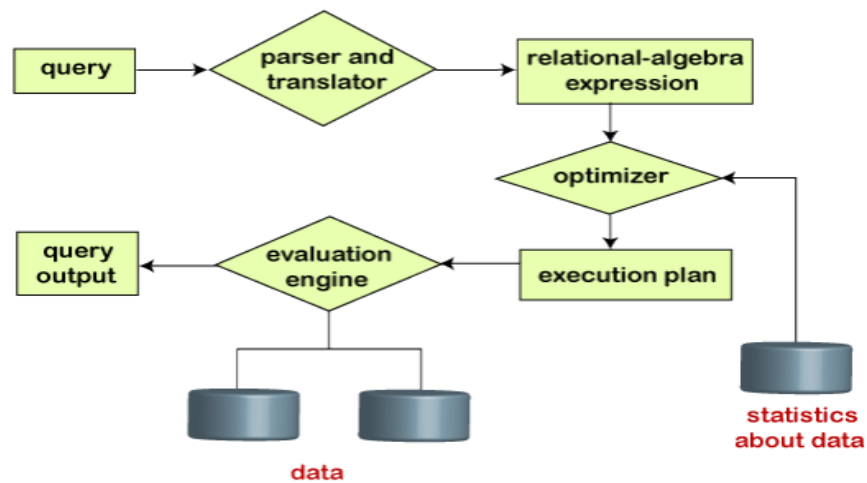 query
parser and
translator
relational-algebra
expression
optimizer
query
output
evaluation
engine
execution plan
statistics
about data
data